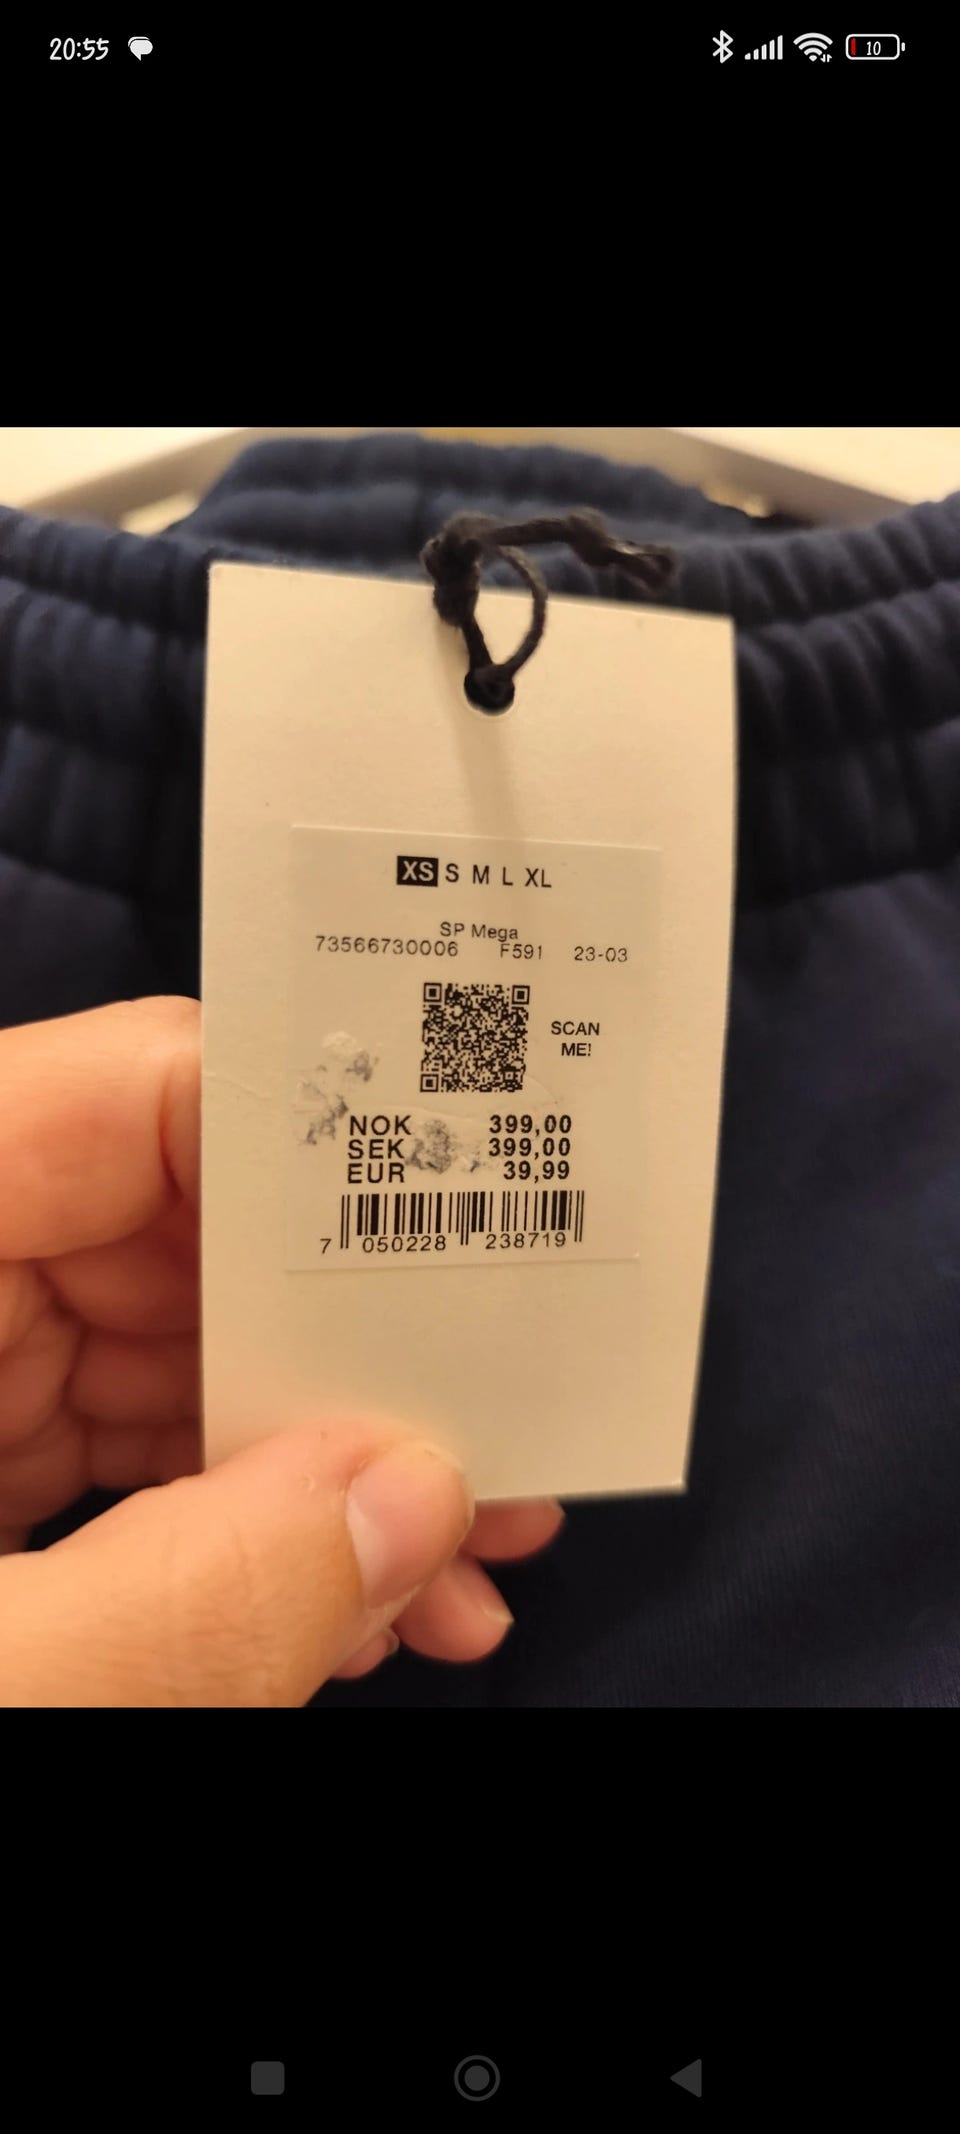 20:55
10
XS S M L XL
SP Mega
73566730006 F591 23-03
SCAN
ME!
NOK 399,00
SEK 399,00
EUR 39,99
7 050228 238719